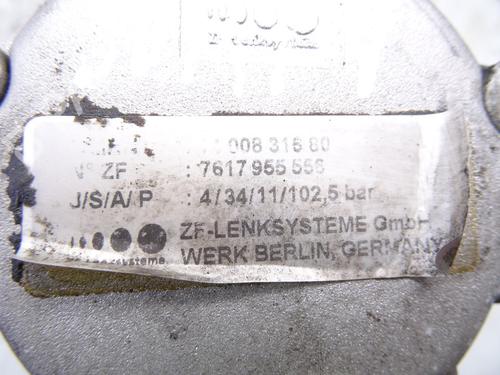 008 316 80
N° ZF : 7617 955 556
J/S/A/P : 4/34/11/102,5 bar
ZF-LENKSYSTEME GmbH
WERK BERLIN, GERMANY